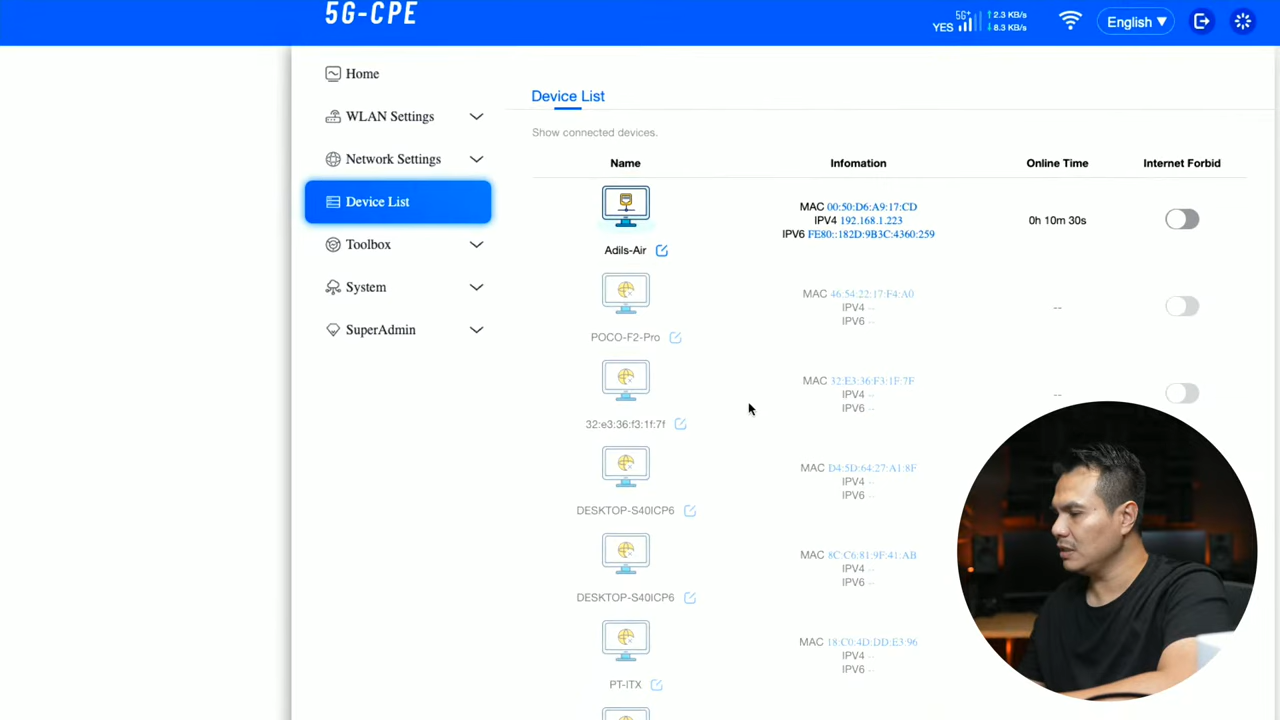 5G-CPE
YES 5G+ ↑ 2.3 KB/s
↓ 8.3 KB/s
English ▼
Home
WLAN Settings
Network Settings
Device List
Toolbox
System
SuperAdmin
Device List
Show connected devices.
Name Infomation Online Time Internet Forbid
MAC 00:50:D6:A9:17:CD
IPV4 192.168.1.223
IPV6 FE80::182D:9B3C:4360:259
0h 10m 30s
Adils-Air
MAC 46:54:22:17:F4:A0
IPV4 --
IPV6 --
--
POCO-F2-Pro
MAC 32:E3:36:F3:1F:7F
IPV4 --
IPV6 --
--
32:e3:36:f3:1f:7f
MAC D4:5D:64:27:A1:8F
IPV4 --
IPV6 --
DESKTOP-S40ICP6
MAC 8C:C6:81:9F:41:AB
IPV4 --
IPV6 --
DESKTOP-S40ICP6
MAC 18:C0:4D:DD:E3:96
IPV4 --
IPV6 --
PT-ITX